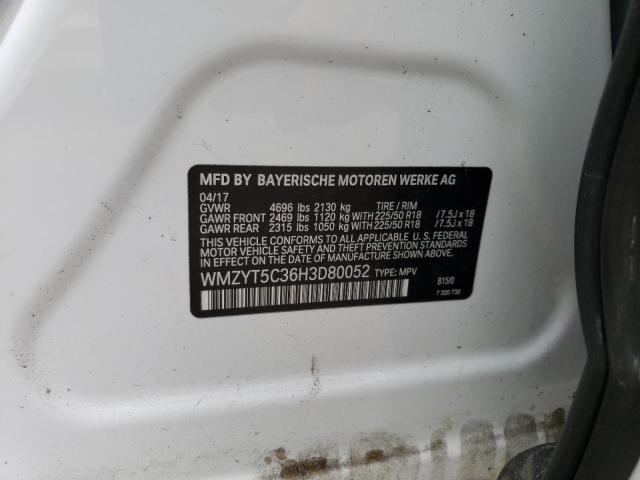 MFD BY BAYERISCHE MOTOREN WERKE AG
04/17
GVWR 4696 lbs 2130 kg TIRE / RIM
GAWR FRONT 2469 lbs 1120 kg WITH 225/50 R18 /7.5J x 18
GAWR REAR 2315 lbs 1050 kg WITH 225/50 R18 /7.5J x 18
THIS VEHICLE CONFORMS TO ALL APPLICABLE U. S. FEDERAL
MOTOR VEHICLE SAFETY STANDARDS IN EFFECT
ON THE DATE OF MANUFACTURE SHOWN ABOVE.
WMZYT5C36H3D80052 TYPE: MPV
B15/0
7 300 730